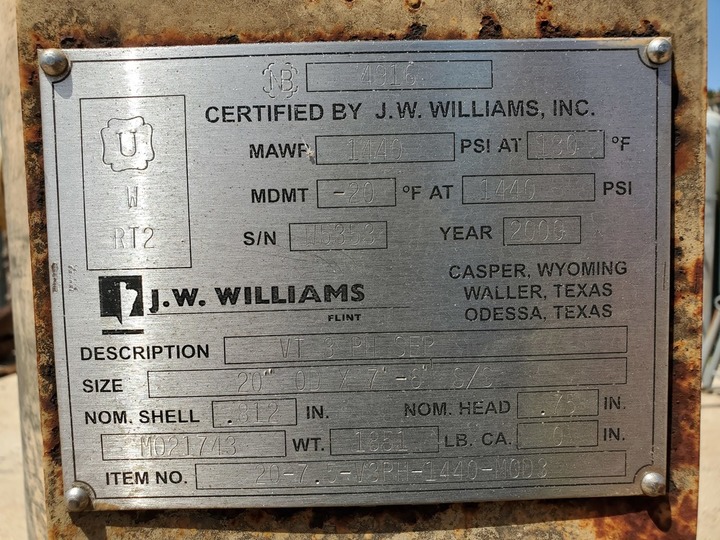 NB 4916
CERTIFIED BY J.W. WILLIAMS, INC.
U
W
RT2
MAWP 1440 PSI AT 130 °F
MDMT -20 °F AT 1440 PSI
S/N YEAR
J.W. WILLIAMS
FLINT
CASPER, WYOMING
WALLER, TEXAS
ODESSA, TEXAS
DESCRIPTION VT 3 PH SEP
SIZE 20" OD / 7'-6" S/S
NOM. SHELL .812 IN. NOM. HEAD .75 IN.
MO21743 WT. LB. CA. 0 IN.
ITEM NO. 20-7.5-V3PH-1440-MOD3